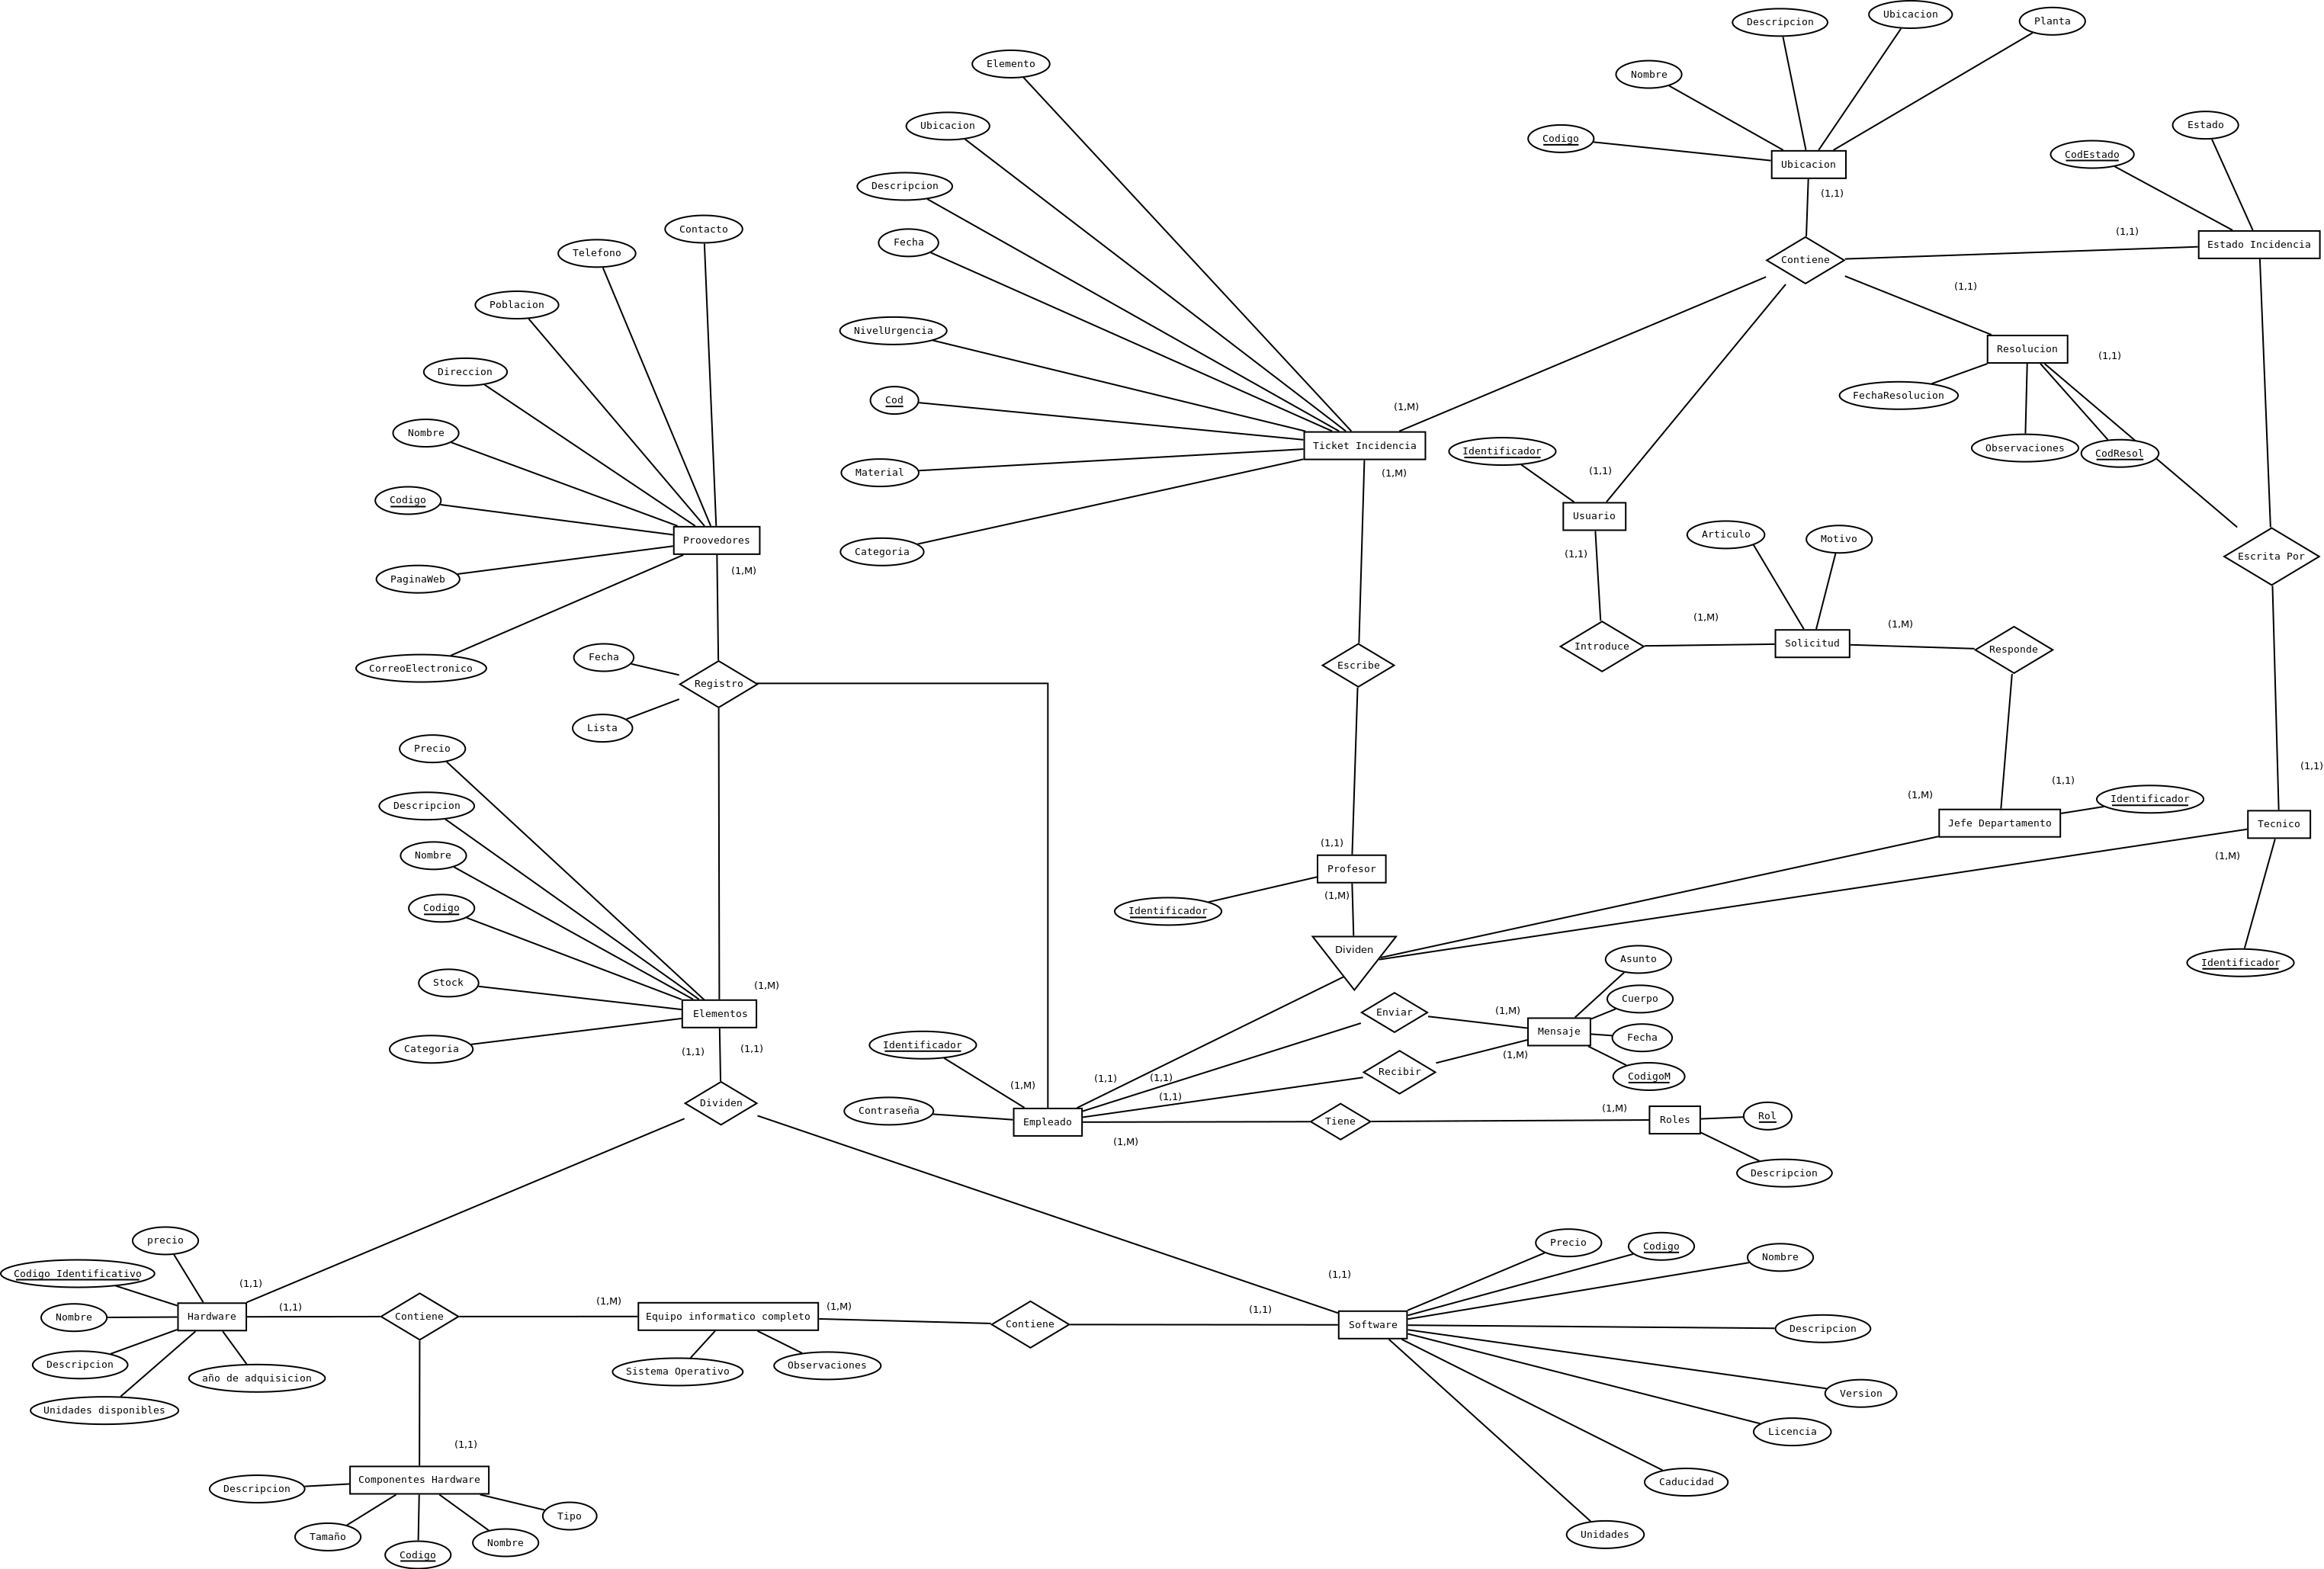 Ubicacion
Descripcion
Planta
Elemento
Nombre
Ubicacion
Estado
Codigo
CodEstado
Ubicacion
Descripcion
(1,1)
Contacto
(1,1)
Fecha
Estado Incidencia
Telefono
Contiene
(1,1)
Poblacion
NivelUrgencia
Resolucion
(1,1)
Direccion
FechaResolucion
Cod
(1,M)
Nombre
Ticket Incidencia
Identificador
Observaciones
CodResol
Material
(1,M)
(1,1)
Codigo
Usuario
Articulo
Motivo
Proovedores
Categoria
(1,1)
Escrita Por
(1,M)
PaginaWeb
(1,M)
(1,M)
Introduce
Solicitud
Responde
Fecha
CorreoElectronico
Escribe
Registro
Lista
Precio
(1,1)
(1,1)
(1,M)
Identificador
Descripcion
Jefe Departamento
Tecnico
(1,1)
Nombre
(1,M)
Profesor
(1,M)
Codigo
Identificador
Dividen
Asunto
Identificador
Stock
(1,M)
Cuerpo
Elementos
Enviar
(1,M)
Mensaje
Fecha
Categoria
(1,1)
(1,1)
Identificador
(1,M)
Recibir
CodigoM
(1,1)
(1,1)
(1,M)
(1,1)
Dividen
Contraseña
(1,M)
Empleado
Tiene
Roles
Rol
(1,M)
Descripcion
precio
Precio
Codigo
Nombre
Codigo Identificativo
(1,1)
(1,1)
(1,1)
(1,M)
(1,M)
(1,1)
Nombre
Hardware
Contiene
Equipo informatico completo
Contiene
Software
Descripcion
Descripcion
año de adquisicion
Sistema Operativo
Observaciones
Version
Unidades disponibles
Licencia
(1,1)
Componentes Hardware
Descripcion
Caducidad
Tipo
Tamaño
Nombre
Unidades
Codigo